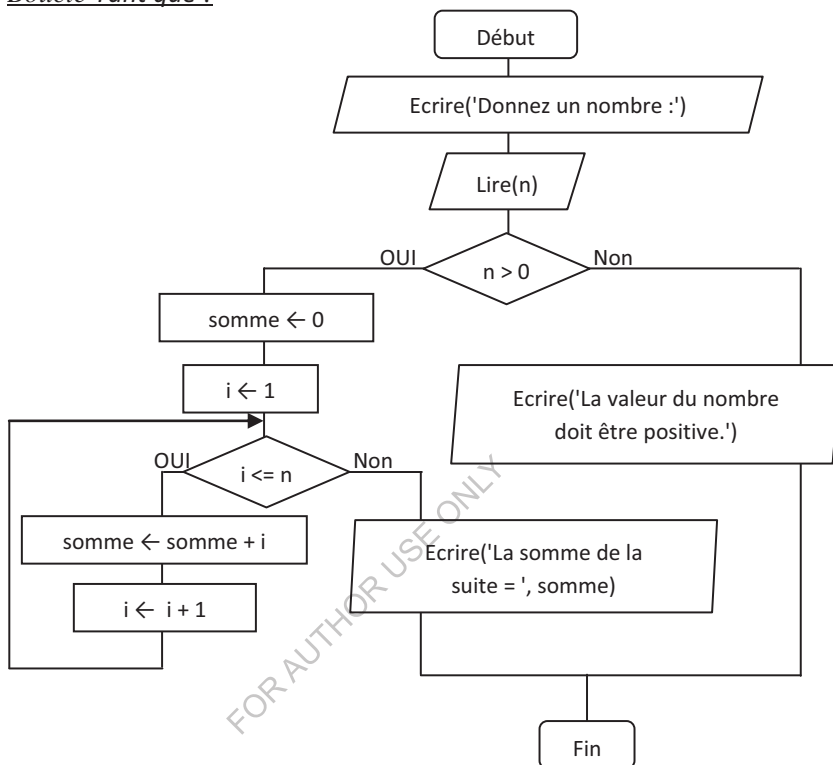 Boucle Tant que :
Début
Ecrire('Donnez un nombre :')
Lire(n)
n > 0
OUI
Non
somme ← 0
i ← 1
i <= n
OUI
Non
somme ← somme + i
i ← i + 1
Ecrire('La somme de la
suite = ', somme)
Ecrire('La valeur du nombre
doit être positive.')
Fin
FOR AUTHOR USE ONLY